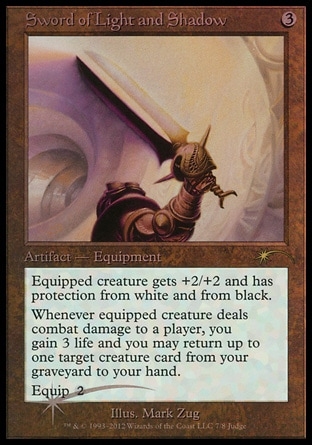 Sword of Light and Shadow 3
Artifact — Equipment
Equipped creature gets +2/+2 and has
protection from white and from black.
Whenever equipped creature deals
combat damage to a player, you
gain 3 life and you may return up to
one target creature card from your
graveyard to your hand.
Equip 2
Illus. Mark Zug
™ & © 1993-2012 Wizards of the Coast LLC 7/8 Judge